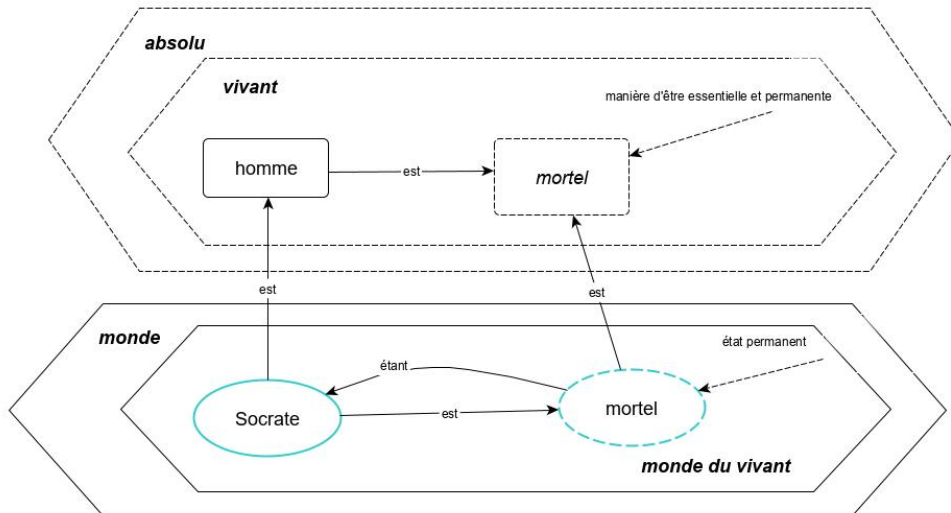 absolu
vivant
manière d'être essentielle et permanente
homme
est
mortel
est
est
monde
état permanent
étant
Socrate
est
mortel
monde du vivant